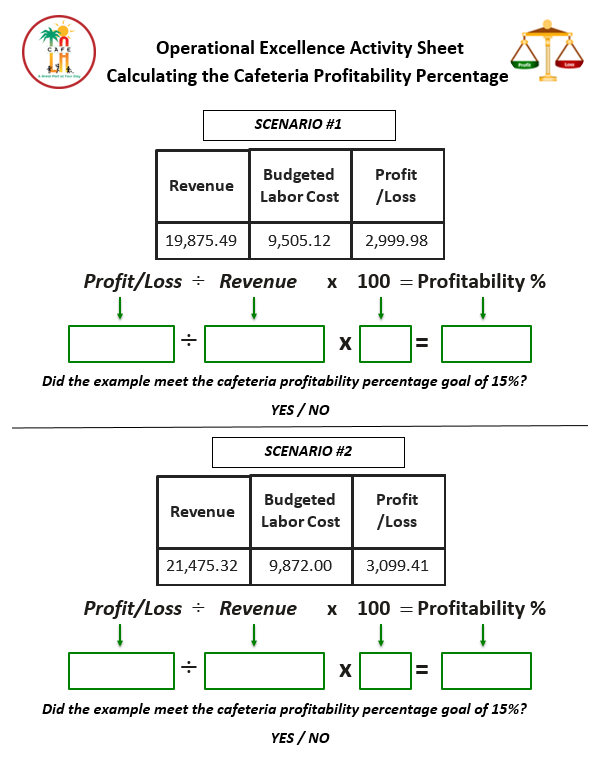 CAFE
Operational Excellence Activity Sheet
Calculating the Cafeteria Profitability Percentage
Profit
Loss
SCENARIO #1
Revenue
Budgeted
Labor Cost
Profit
/Loss
19,875.49 9,505.12 2,999.98
Profit/Loss ÷ Revenue x 100 = Profitability %
÷ x =
Did the example meet the cafeteria profitability percentage goal of 15%?
YES / NO
SCENARIO #2
Revenue
Budgeted
Labor Cost
Profit
/Loss
21,475.32 9,872.00 3,099.41
Profit/Loss ÷ Revenue x 100 = Profitability %
÷ x =
Did the example meet the cafeteria profitability percentage goal of 15%?
YES / NO